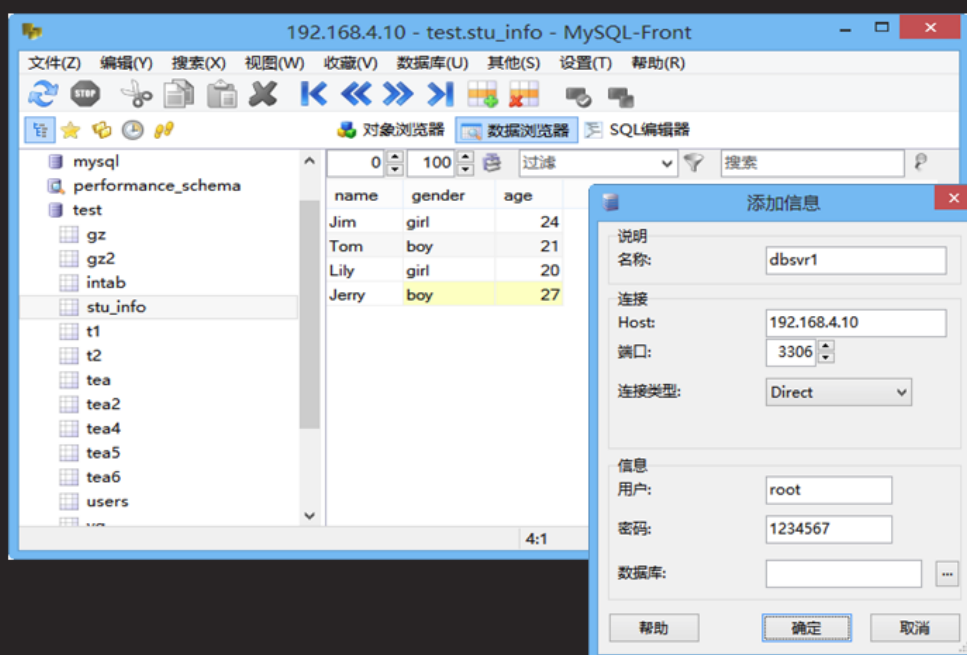 192.168.4.10 - test.stu_info - MySQL-Front
文件(Z) 编辑(Y) 搜索(X) 视图(W) 收藏(V) 数据库(U) 其他(S) 设置(T) 帮助(R)
STOP
对象浏览器 数据浏览器 SQL编辑器
mysql
performance_schema
test
gz
gz2
intab
stu_info
t1
t2
tea
tea2
tea4
tea5
tea6
users
0 100 过滤 搜索
name gender age
Jim girl 24
Tom boy 21
Lily girl 20
Jerry boy 27
4:1
添加信息
说明
名称: dbsvr1
连接
Host: 192.168.4.10
端口: 3306
连接类型: Direct
信息
用户: root
密码: 1234567
数据库: ...
帮助 确定 取消